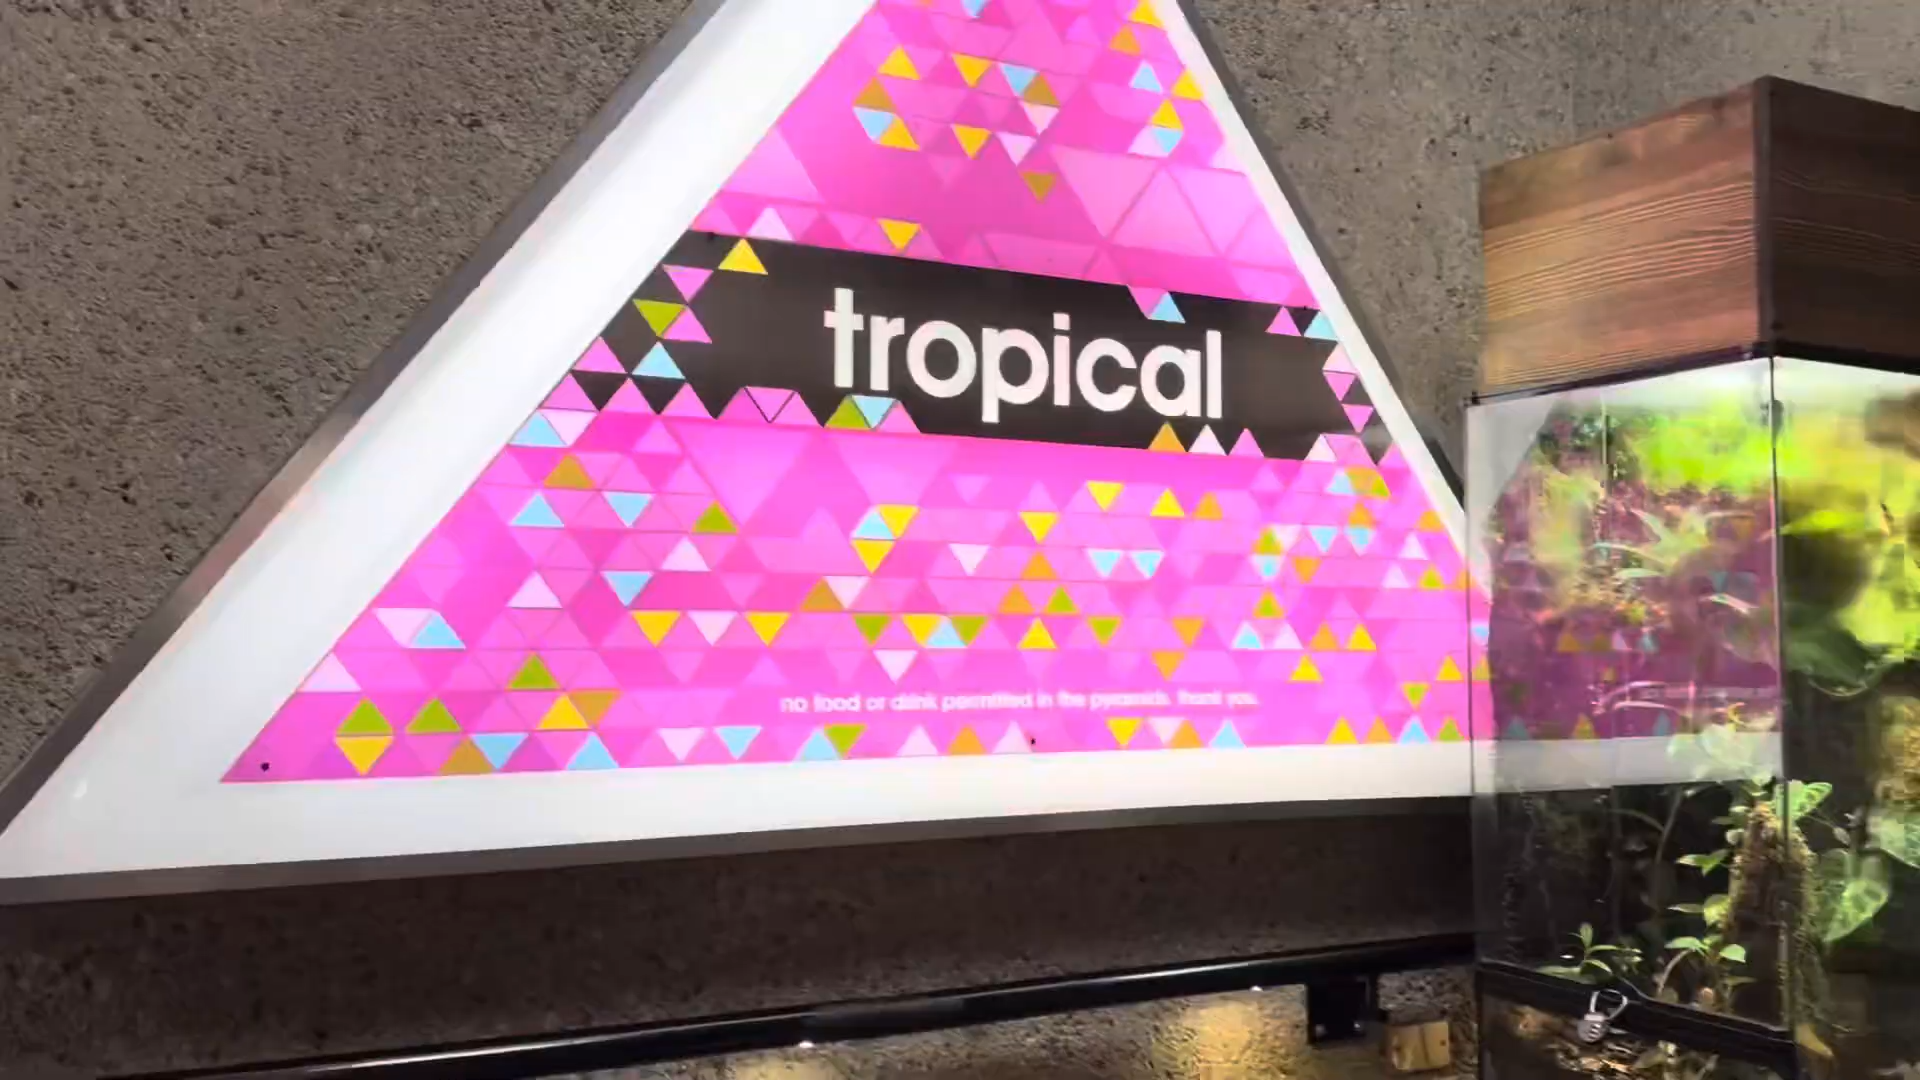 tropical
no food or drink permitted in the pyramids. thank you.